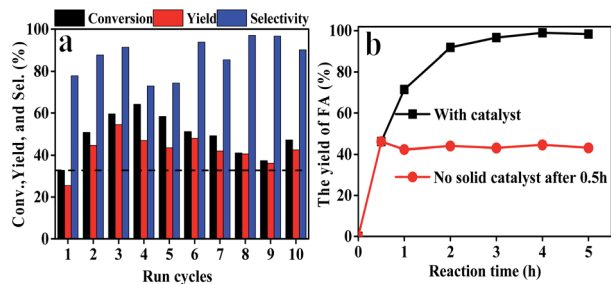 Conversion Yield Selectivity
a
Conv.,Yield, and Sel. (%)
100
80
60
40
20
0
1 2 3 4 5 6 7 8 9 10
Run cycles
b
The yield of FA (%)
100
80
60
40
20
0
With catalyst
No solid catalyst after 0.5h
0 1 2 3 4 5
Reaction time (h)